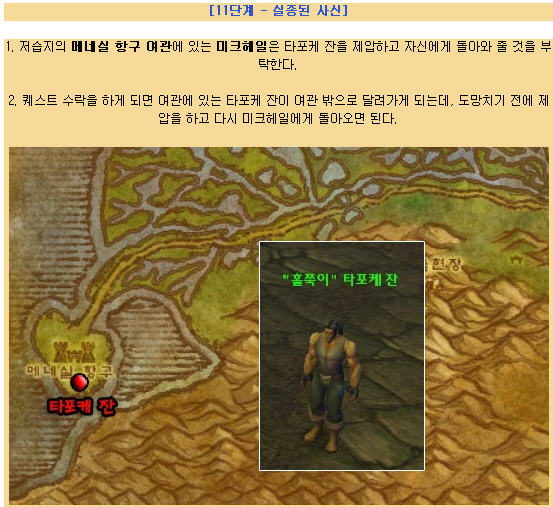 [11단계 - 실종된 사신]
1. 저습지의 메네실 항구 여관에 있는 미크헤일은 타포케 잔을 제압하고 자신에게 돌아와 줄 것을 부
탁한다.
2. 퀘스트 수락을 하게 되면 여관에 있는 타포케 잔이 여관 밖으로 달려가게 되는데, 도망치기 전에 제
압을 하고 다시 미크헤일에게 돌아오면 된다.
"홀쭉이" 타포케 잔
현장
메네실 항구
타포케 잔